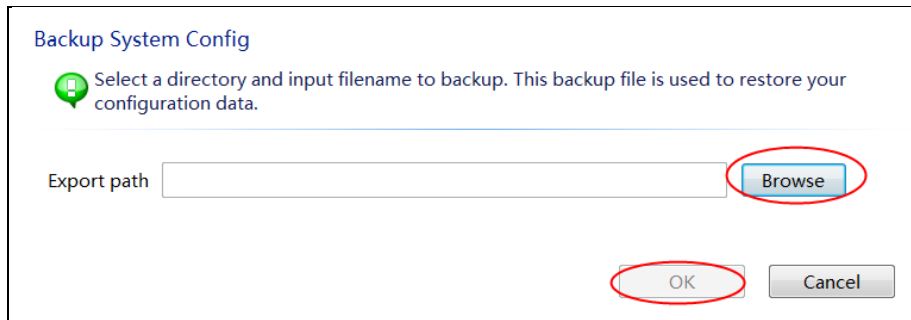 Backup System Config
Select a directory and input filename to backup. This backup file is used to restore your
configuration data.
Export path
Browse
OK
Cancel